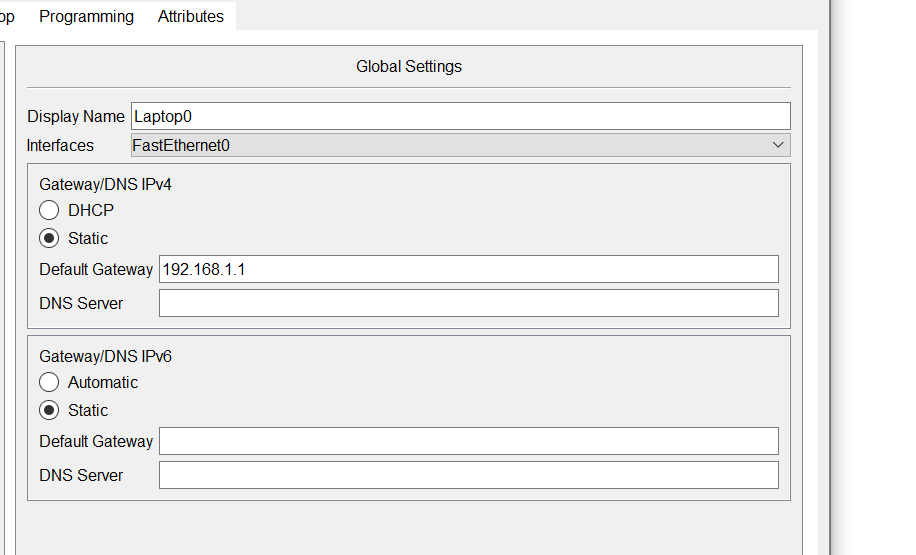 op Programming Attributes
Global Settings
Display Name Laptop0
Interfaces FastEthernet0
Gateway/DNS IPv4
DHCP
Static
Default Gateway 192.168.1.1
DNS Server
Gateway/DNS IPv6
Automatic
Static
Default Gateway
DNS Server